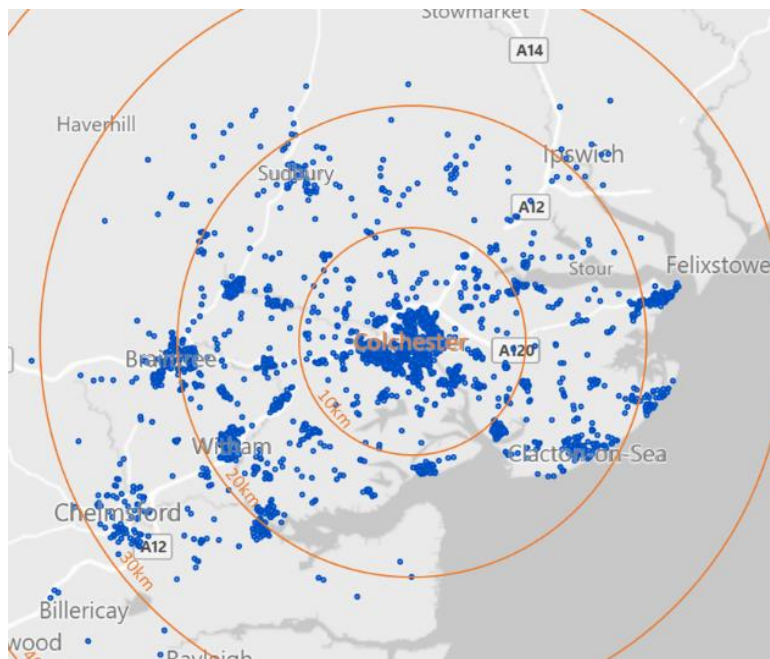 Stowmarket
A14
Haverhill
Ipswich
Sudbury
A12
Stour
Felixstowe
Colchester
A120
Braintree
10km
Witham
Clacton-on-Sea
20km
Chelmsford
A12
30km
Billericay
wood
Rayleigh